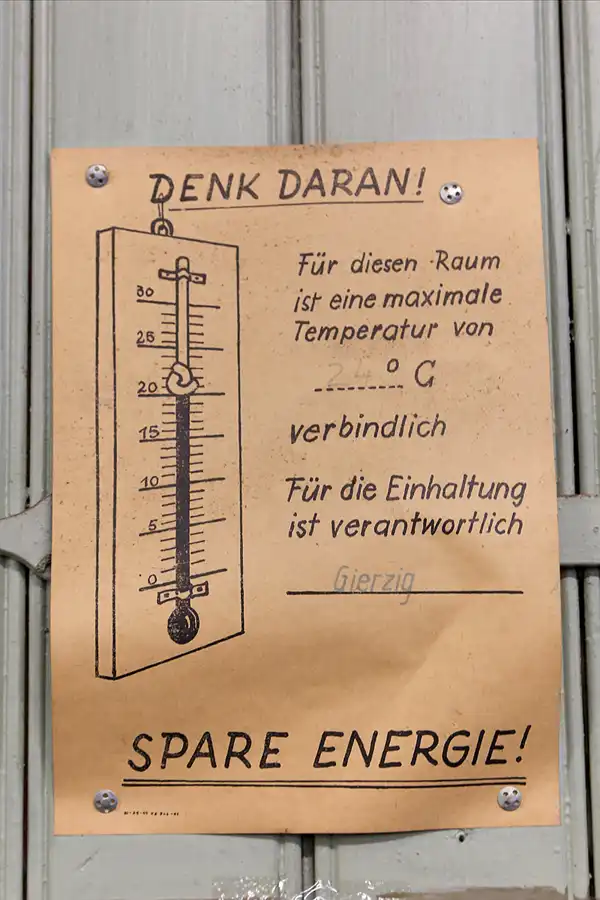 DENK DARAN!
Für diesen Raum
ist eine maximale
Temperatur von
° C
verbindlich
Für die Einhaltung
ist verantwortlich
Gierzig
30
25
20
15
10
5
0
SPARE ENERGIE!